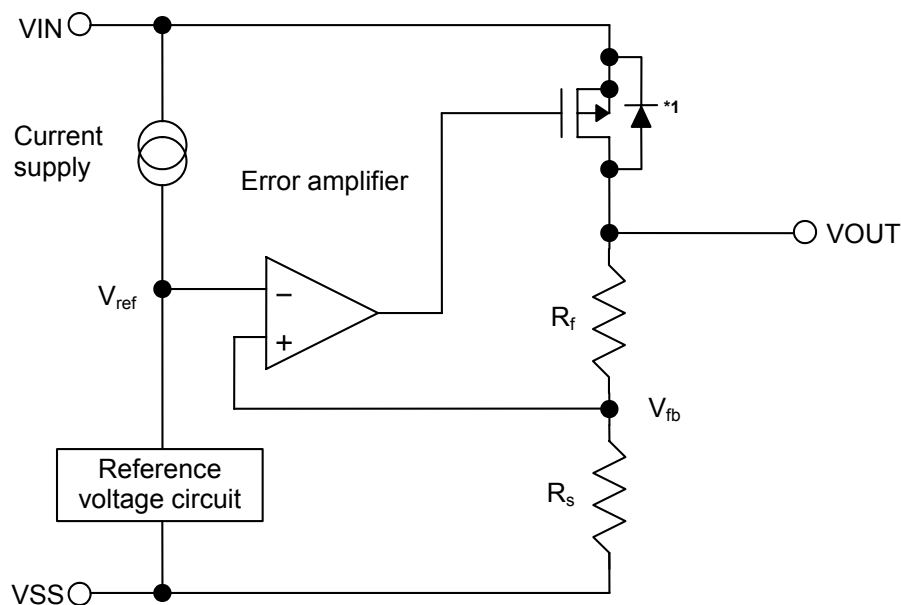 VIN
*1
Current
supply
Error amplifier
VOUT
Vref
−
+
Rf
Vfb
Reference
voltage circuit
Rs
VSS